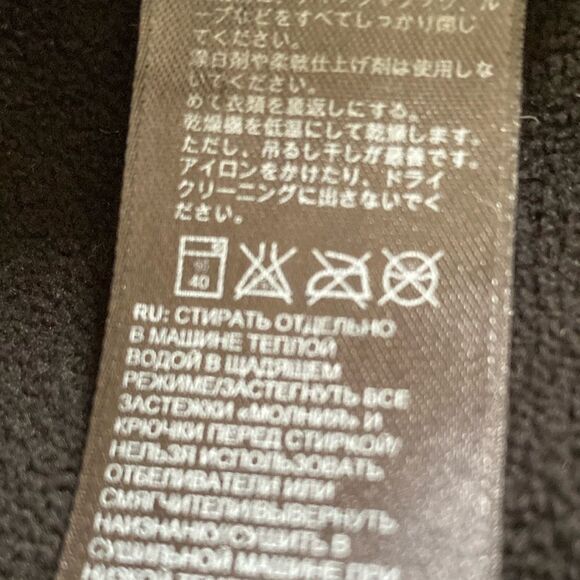 ープなどをすべてしっかり閉じ
てください。
漂白剤や柔軟仕上げ剤は使用しな
いでください。
めて衣類を裏返しにする。
乾燥機を低温にして乾燥します。
ただし、吊るし干しが最善です。
アイロンをかけたり、ドライ
クリーニングに出さないでく
ださい。
40
RU: СТИРАТЬ ОТДЕЛЬНО
В МАШИНЕ ТЕПЛОЙ
ВОДОЙ В ЩАДЯЩЕМ
РЕЖИМЕ/ЗАСТЕГНУТЬ ВСЕ
ЗАСТЕЖКИ «МОЛНИЯ» И
КРЮЧКИ ПЕРЕД СТИРКОЙ/
НЕЛЬЗЯ ИСПОЛЬЗОВАТЬ
ОТБЕЛИВАТЕЛИ ИЛИ
СМЯГЧИТЕЛИ/ВЫВЕРНУТЬ
НАИЗНАНКУ/СУШИТЬ В
СУШИЛЬНОЙ МАШИНЕ ПРИ